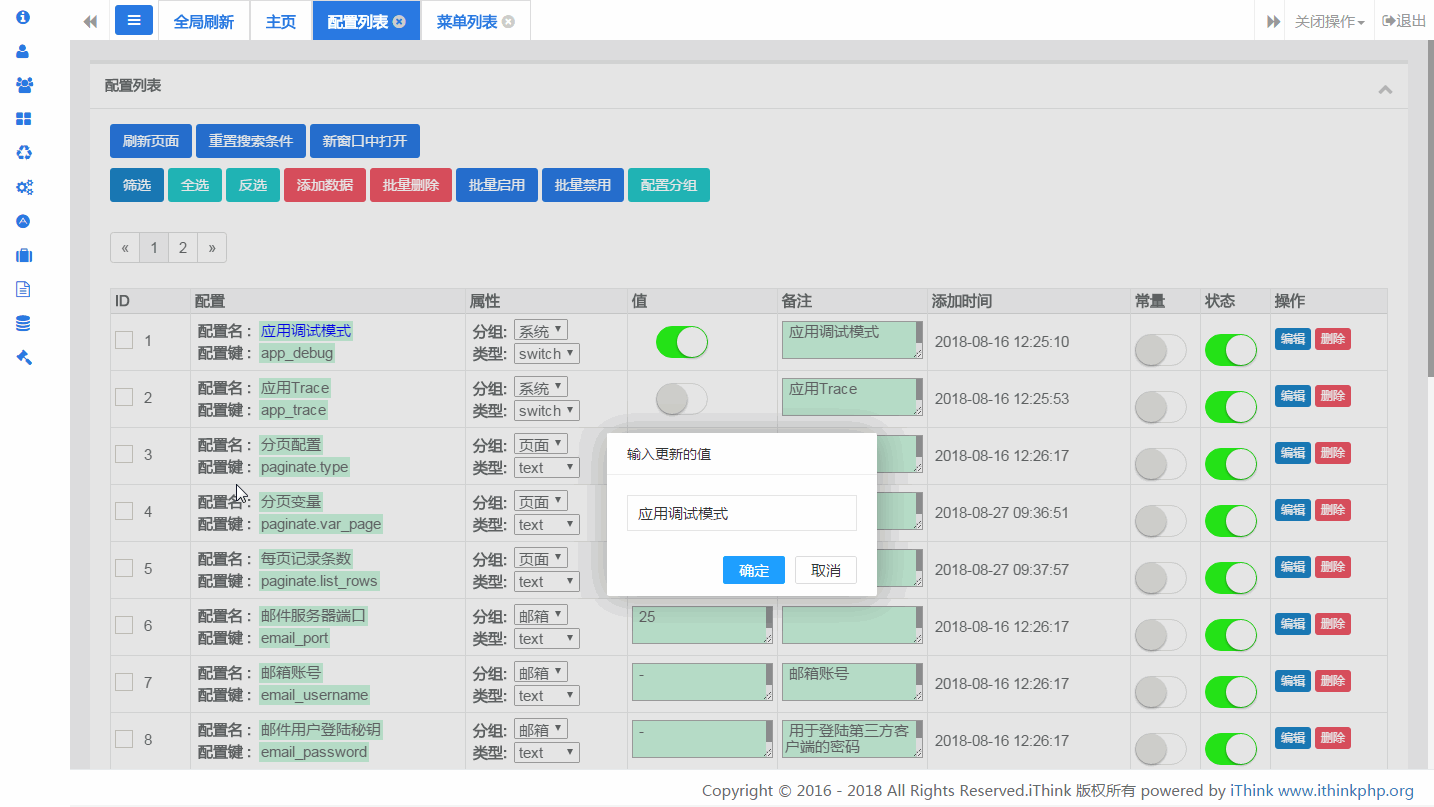 全局刷新 主页 配置列表 菜单列表 关闭操作 退出
配置列表
刷新页面 重置搜索条件 新窗口中打开
筛选 全选 反选 添加数据 批量删除 批量启用 批量禁用 配置分组
« 1 2 »
ID 配置 属性 值 备注 添加时间 常量 状态 操作
1 配置名： 应用调试模式 分组: 系统 应用调试模式 2018-08-16 12:25:10 编辑 删除
配置键： app_debug 类型: switch
2 配置名： 应用Trace 分组: 系统 应用Trace 2018-08-16 12:25:53 编辑 删除
配置键： app_trace 类型: switch
3 配置名： 分页配置 分组: 页面 2018-08-16 12:26:17 编辑 删除
配置键： paginate.type 类型: text
输入更新的值
4 配置名： 分页变量 分组: 页面 2018-08-27 09:36:51 编辑 删除
配置键： paginate.var_page 类型: text
应用调试模式
5 配置名： 每页记录条数 分组: 页面 2018-08-27 09:37:57 编辑 删除
配置键： paginate.list_rows 类型: text
确定 取消
6 配置名： 邮件服务器端口 分组: 邮箱 25 2018-08-16 12:26:17 编辑 删除
配置键： email_port 类型: text
7 配置名： 邮箱账号 分组: 邮箱 - 邮箱账号 2018-08-16 12:26:17 编辑 删除
配置键： email_username 类型: text
8 配置名： 邮件用户登陆秘钥 分组: 邮箱 - 用于登陆第三方客户端的密码 2018-08-16 12:26:17 编辑 删除
配置键： email_password 类型: text
Copyright © 2016 - 2018 All Rights Reserved.iThink 版权所有 powered by iThink www.ithinkphp.org